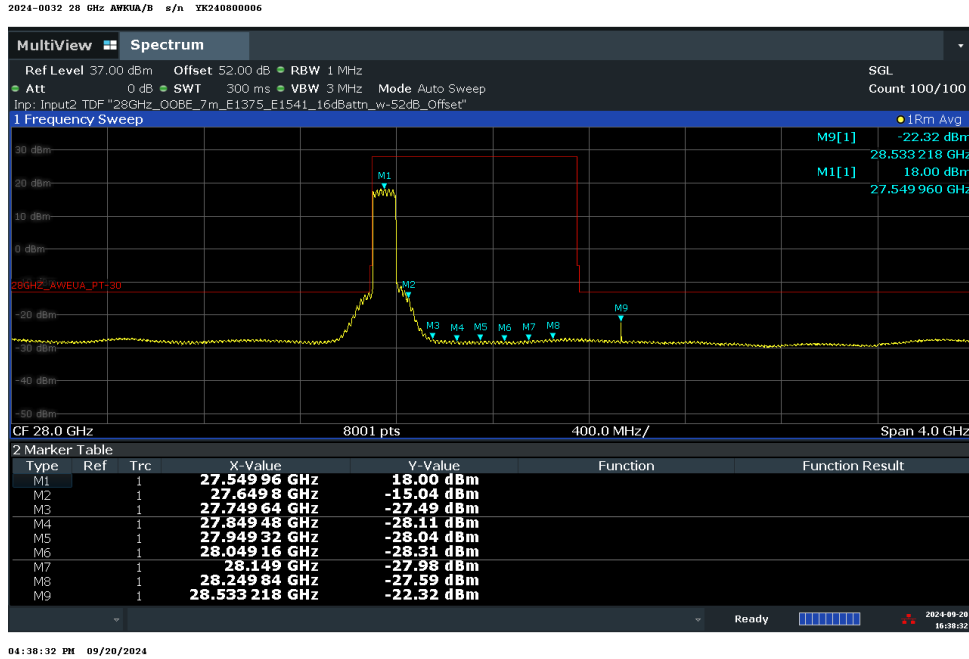 2024-0032 28 GHz AWKUA/B s/n YK240800006
MultiView Spectrum
Ref Level 37.00 dBm Offset 52.00 dB RBW 1 MHz SGL
Att 0 dB SWT 300 ms VBW 3 MHz Mode Auto Sweep Count 100/100
Inp: Input2 TDF "28GHz_OOBE_7m_E1375_E1541_16dBattn_w-52dB_Offset"
1 Frequency Sweep 1Rm Avg
M9[1] -22.32 dBm
28.533 218 GHz
M1[1] 18.00 dBm
27.549 960 GHz
30 dBm
20 dBm
M1
10 dBm
0 dBm
28GHZ_AWEUA_PT-30
M2
-20 dBm
M3 M4 M5 M6 M7 M8 M9
-30 dBm
-40 dBm
-50 dBm
CF 28.0 GHz 8001 pts 400.0 MHz/ Span 4.0 GHz
2 Marker Table
Type Ref Trc X-Value Y-Value Function Function Result
M1 1 27.549 96 GHz 18.00 dBm
M2 1 27.649 8 GHz -15.04 dBm
M3 1 27.749 64 GHz -27.49 dBm
M4 1 27.849 48 GHz -28.11 dBm
M5 1 27.949 32 GHz -28.04 dBm
M6 1 28.049 16 GHz -28.31 dBm
M7 1 28.149 GHz -27.98 dBm
M8 1 28.249 84 GHz -27.59 dBm
M9 1 28.533 218 GHz -22.32 dBm
Ready 2024-09-20
16:38:32
04:38:32 PM 09/20/2024